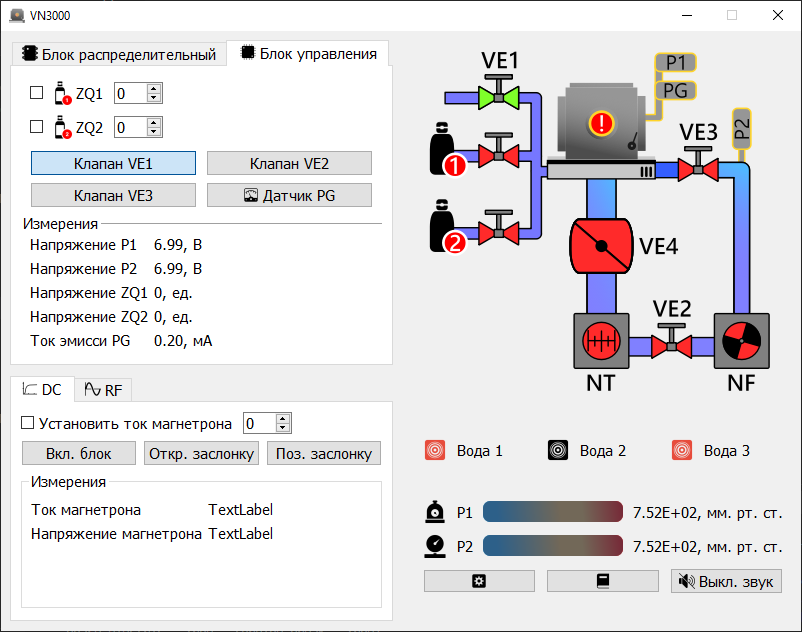 VN3000
Блок распределительный
Блок управления
1
ZQ1
0
2
ZQ2
0
Клапан VE1
Клапан VE2
Клапан VE3
Датчик PG
Измерения
Напряжение P1 6.99, В
Напряжение P2 6.99, В
Напряжение ZQ1 0, ед.
Напряжение ZQ2 0, ед.
Ток эмисси PG 0.20, мА
DC
RF
Установить ток магнетрона 0
Вкл. блок
Откр. заслонку
Поз. заслонку
Измерения
Ток магнетрона TextLabel
Напряжение магнетрона TextLabel
VE1
P1
PG
!
P2
VE3
1
2
VE4
VE2
NT
NF
Вода 1
Вода 2
Вода 3
P1 7.52E+02, мм. рт. ст.
P2 7.52E+02, мм. рт. ст.
Выкл. звук